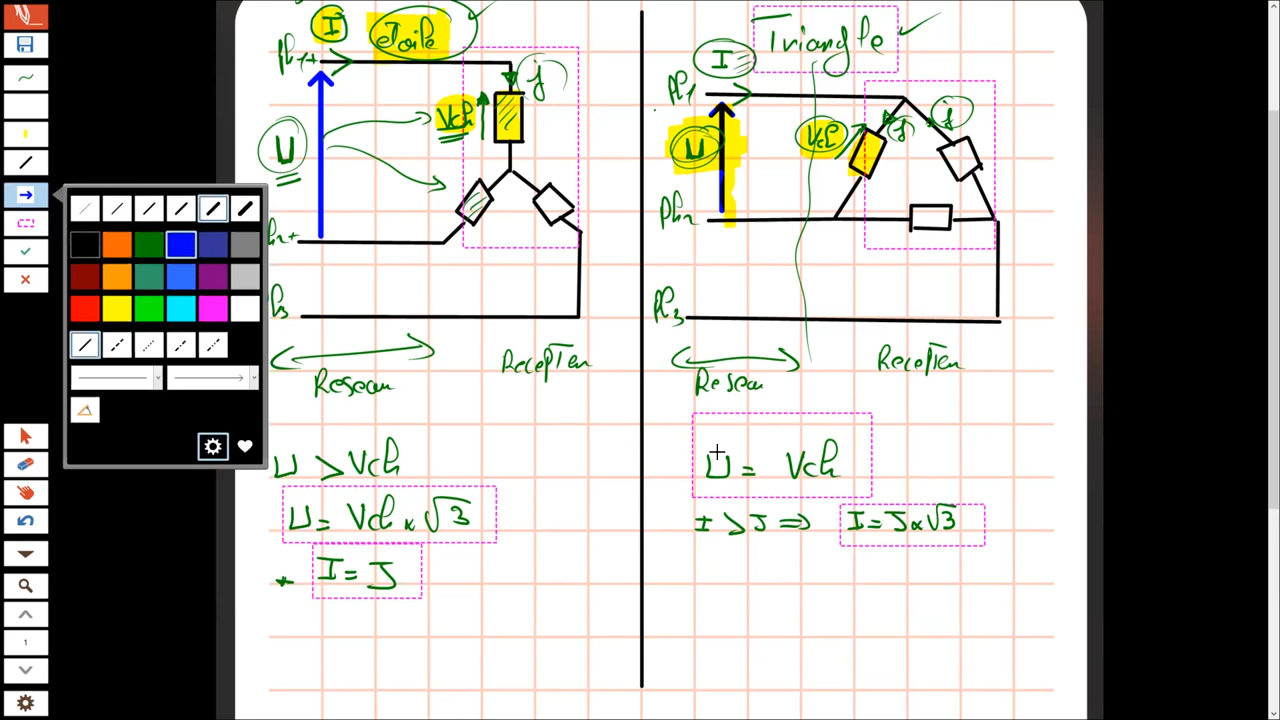 I étoile
Ph1+
j
Vch
U
Ph2+
Ph3
Reseau Recepteur
U > Vch
U = Vch x √3
* I = J
Triangle
I
Ph1
j
Vch j
U
Ph2
Ph3
Reseau Recepteur
U = Vch
I > J => I = J x √3
1